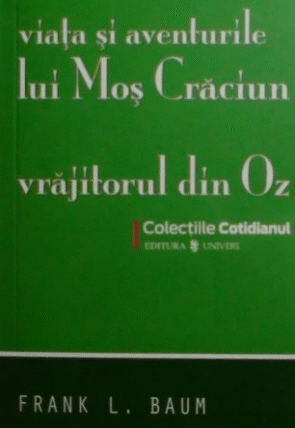 viața și aventurile
lui Moș Crăciun
vrăjitorul din Oz
Colecțiile Cotidianul
EDITURA UNIVERS
FRANK L. BAUM